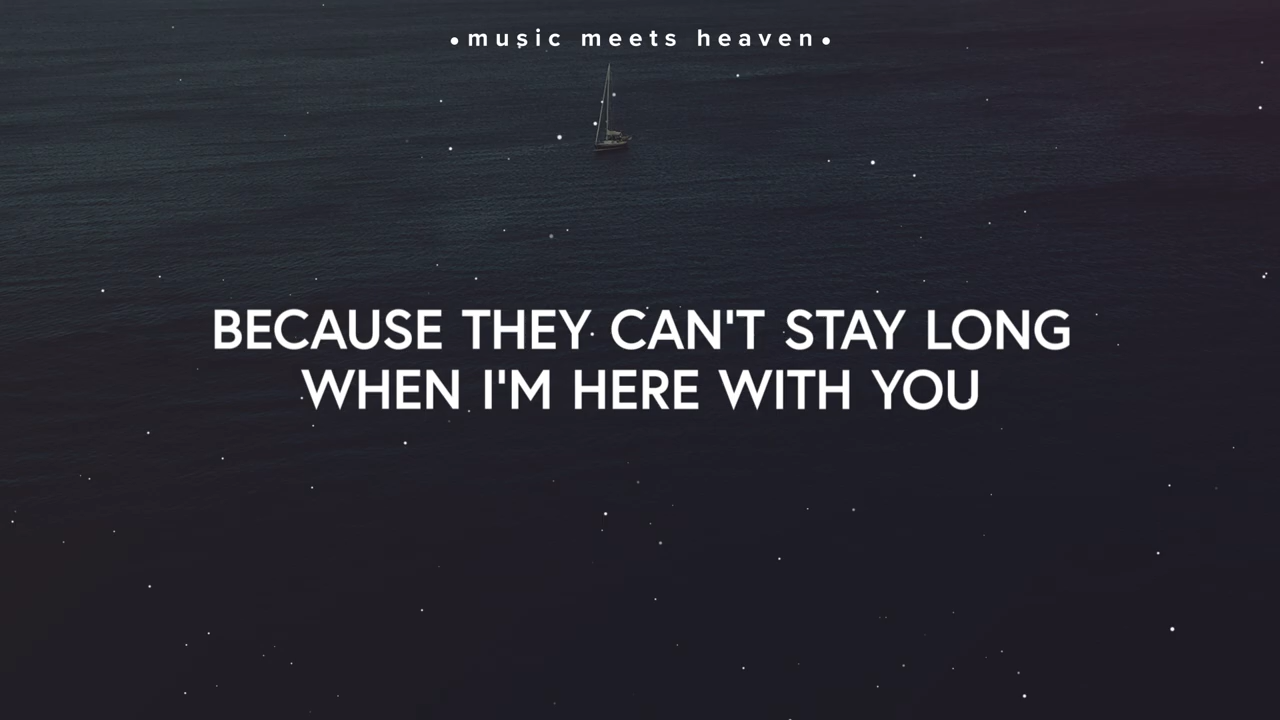 •music meets heaven•
BECAUSE THEY CAN'T STAY LONG
WHEN I'M HERE WITH YOU